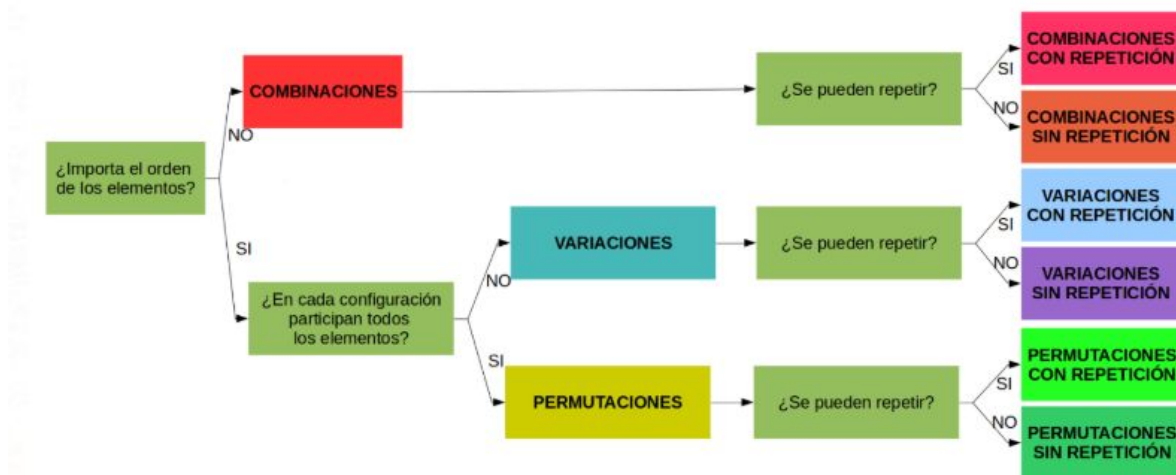 ¿Importa el orden
de los elementos?
NO
SI
COMBINACIONES
¿Se pueden repetir?
SI
NO
COMBINACIONES
CON REPETICIÓN
COMBINACIONES
SIN REPETICIÓN
¿En cada configuración
participan todos
los elementos?
NO
SI
VARIACIONES
¿Se pueden repetir?
SI
NO
VARIACIONES
CON REPETICIÓN
VARIACIONES
SIN REPETICIÓN
PERMUTACIONES
¿Se pueden repetir?
SI
NO
PERMUTACIONES
CON REPETICIÓN
PERMUTACIONES
SIN REPETICIÓN